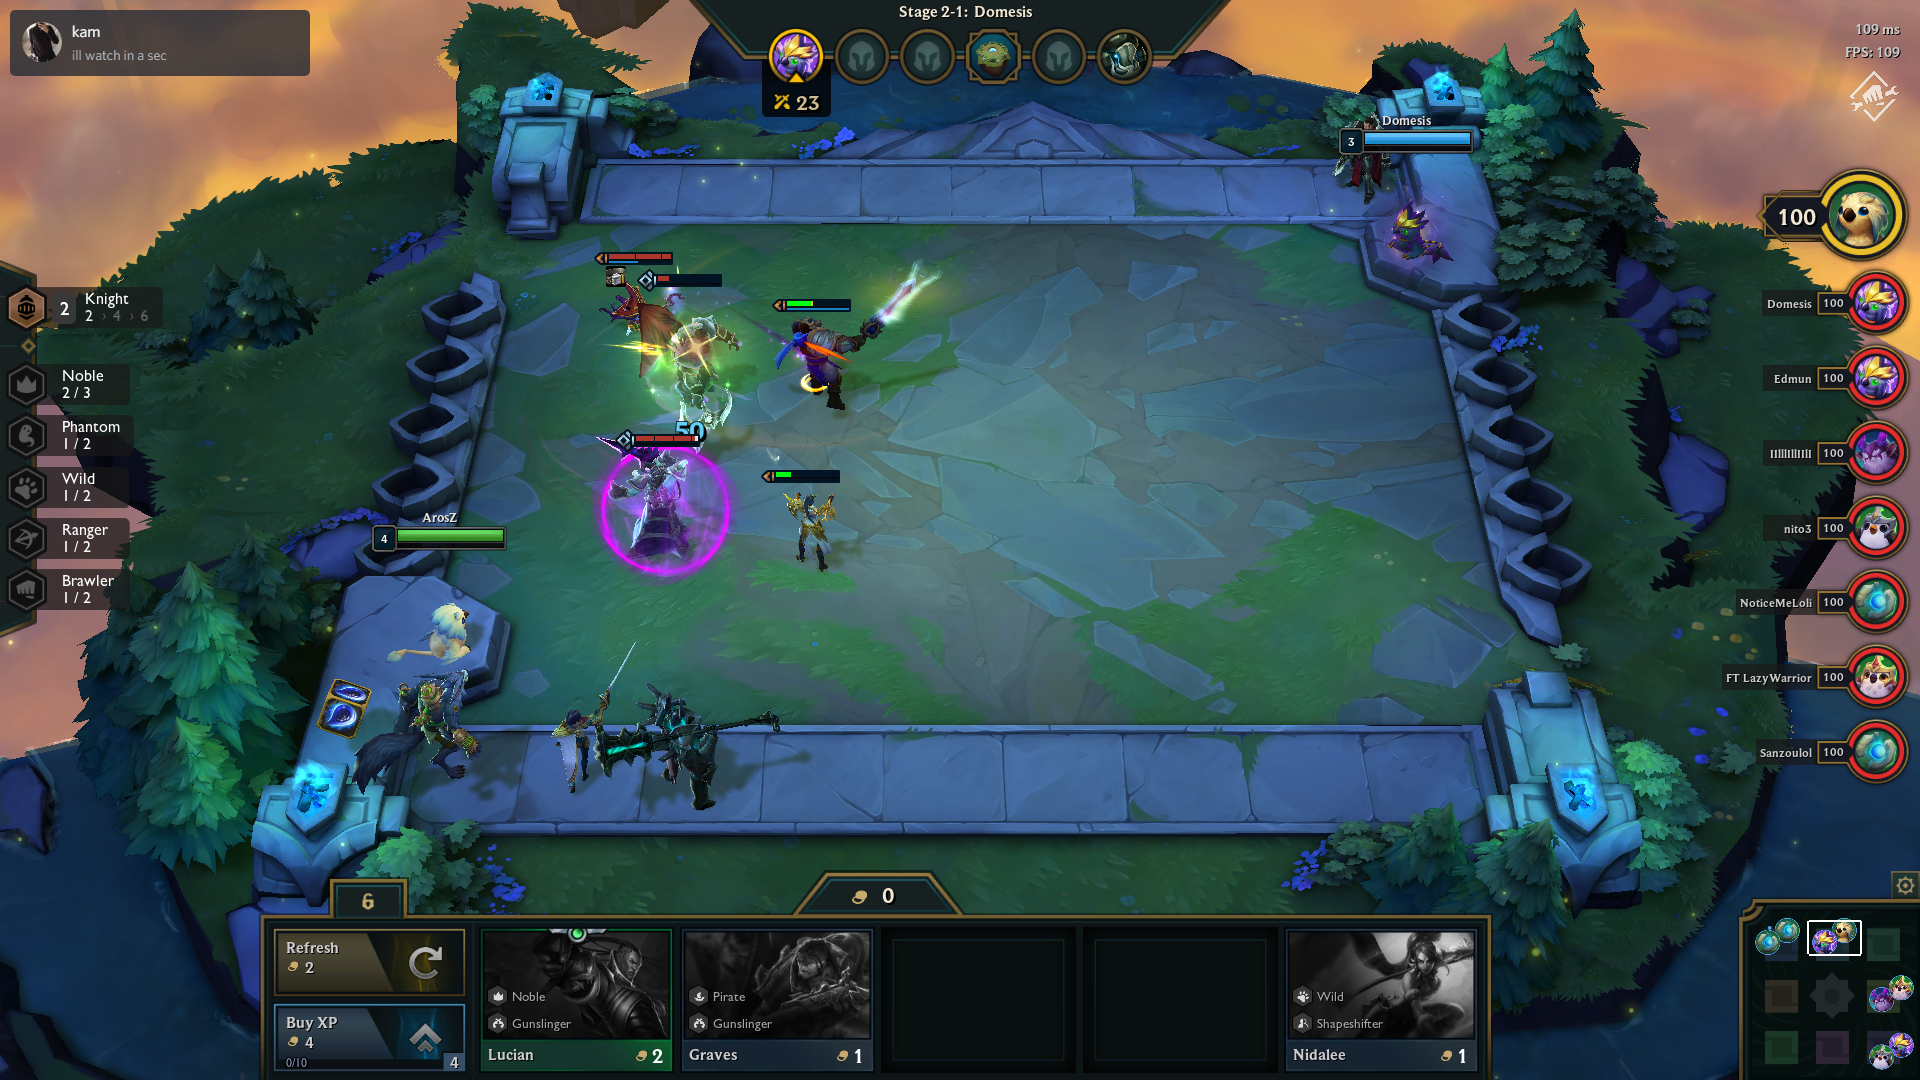 kam
ill watch in a sec
Stage 2-1: Domesis
23
109 ms
FPS: 109
Domesis
3
100
Domesis 100
Edmun 100
IIlIlIlIIlII 100
nito3 100
NoticeMeLoli 100
FT LazyWarrior 100
Sanzoulol 100
2
Knight
2 › 4 › 6
Noble
2 / 3
Phantom
1 / 2
Wild
1 / 2
Ranger
1 / 2
Brawler
1 / 2
50
ArosZ
4
6
0
Refresh
2
Buy XP
4
0/10
4
Noble
Gunslinger
Lucian 2
Pirate
Gunslinger
Graves 1
Wild
Shapeshifter
Nidalee 1